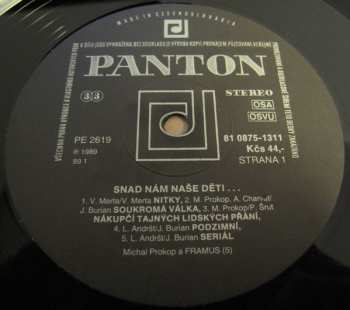 MADE IN CZECHOSLOVAKIA
PANTON
33
STEREO
OSA
OSVU
PE 2619
℗ 1989
89 1
81 0875-1311
Kčs 44,-
STRANA 1
SNAD NÁM NAŠE DĚTI . . .
1. V. Merta/V. Merta NITKY, 2. M. Prokop, A. Charvát/
J. Burian SOUKROMÁ VÁLKA, 3. M. Prokop/P. Šrut
NÁKUPČÍ TAJNÝCH LIDSKÝCH PŘÁNÍ,
4. L. Andršt/J. Burian PODZIMNÍ,
5. L. Andršt/J. Burian SERIÁL
Michal Prokop a FRAMUS (5)